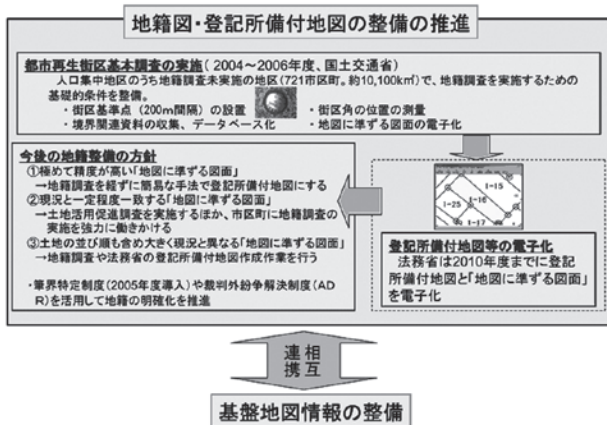 地籍図・登記所備付地図の整備の推進
都市再生街区基本調査の実施(2004～2006年度、国土交通省)
人口集中地区のうち地籍調査未実施の地区(721市区町。約10,100k㎡)で、地籍調査を実施するための
基礎的条件を整備。
・街区基準点(200m間隔)の設置
・街区角の位置の測量
・境界関連資料の収集、データベース化
・地図に準ずる図面の電子化
今後の地籍整備の方針
①極めて精度が高い「地図に準ずる図面」
→地籍調査を経ずに簡易な手法で登記所備付地図にする
②現況と一定程度一致する「地図に準ずる図面」
→土地活用促進調査を実施するほか、市区町に地籍調査の
実施を強力に働きかける
③土地の並び順も含め大きく現況と異なる「地図に準ずる図面」
→地籍調査や法務省の登記所備付地図作成作業を行う
・筆界特定制度(2005年度導入)や裁判外紛争解決制度(AD
R)を活用して地籍の明確化を推進
1-15
1-16
1-25
1-17
登記所備付地図等の電子化
法務省は2010年度までに登記
所備付地図と「地図に準ずる図面」
を電子化
相互
連携
基盤地図情報の整備